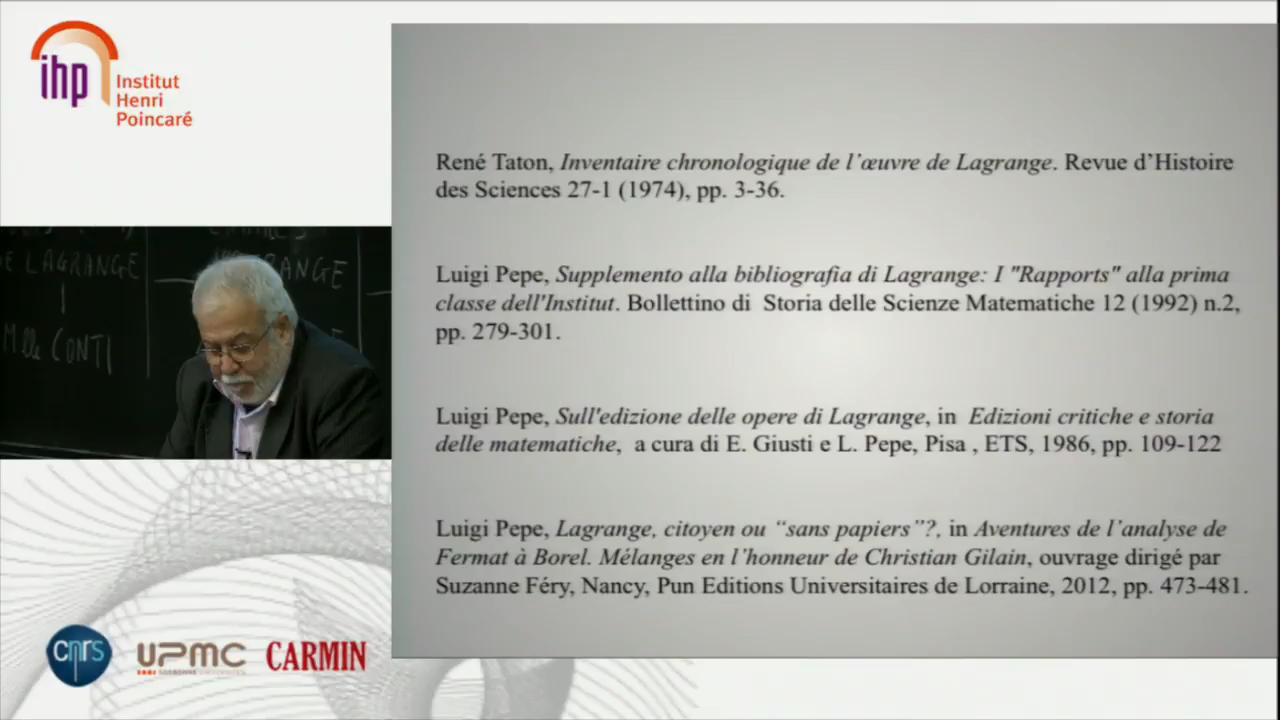 ihp Institut
Henri
Poincaré
René Taton, Inventaire chronologique de l’œuvre de Lagrange. Revue d’Histoire
des Sciences 27-1 (1974), pp. 3-36.
Luigi Pepe, Supplemento alla bibliografia di Lagrange: I "Rapports" alla prima
classe dell'Institut. Bollettino di Storia delle Scienze Matematiche 12 (1992) n.2,
pp. 279-301.
Luigi Pepe, Sull'edizione delle opere di Lagrange, in Edizioni critiche e storia
delle matematiche, a cura di E. Giusti e L. Pepe, Pisa , ETS, 1986, pp. 109-122
Luigi Pepe, Lagrange, citoyen ou “sans papiers”?, in Aventures de l’analyse de
Fermat à Borel. Mélanges en l’honneur de Christian Gilain, ouvrage dirigé par
Suzanne Féry, Nancy, Pun Editions Universitaires de Lorraine, 2012, pp. 473-481.
DE LAGRANGE
Mlle CONTI
cnrs UPMC CARMIN